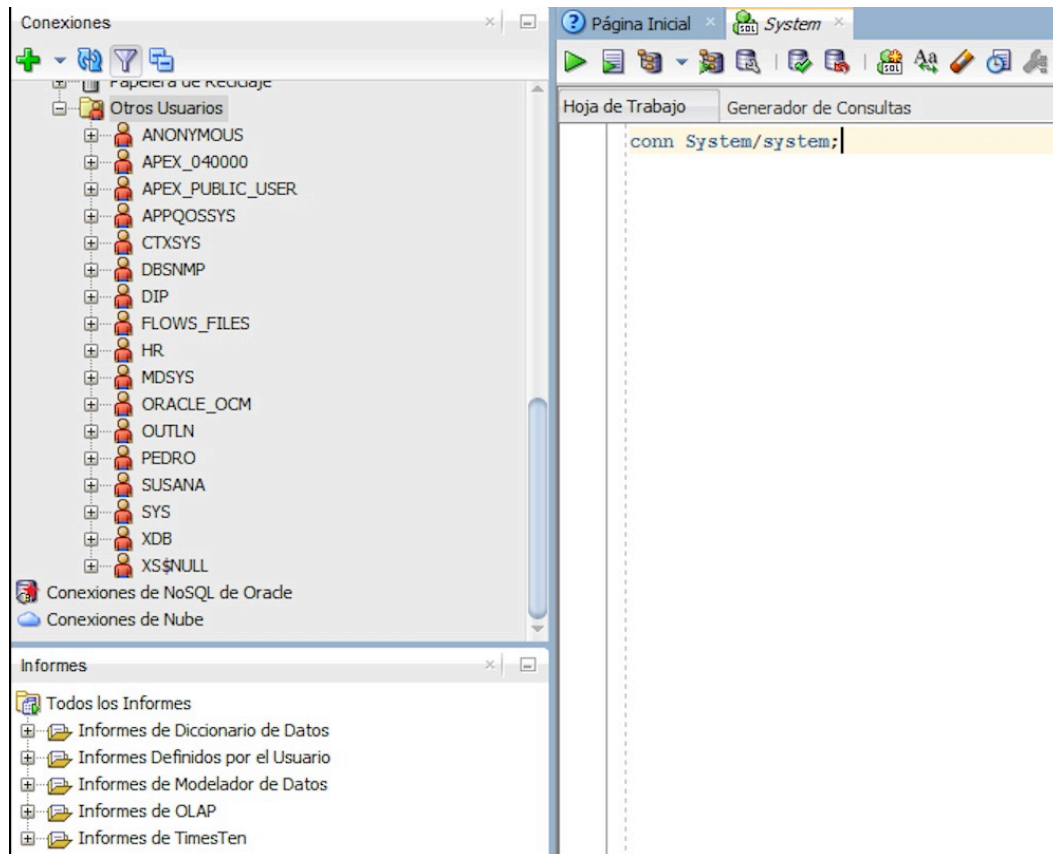 Conexiones
Papelera de Reciclaje
Otros Usuarios
ANONYMOUS
APEX_040000
APEX_PUBLIC_USER
APPQOSSYS
CTXSYS
DBSNMP
DIP
FLOWS_FILES
HR
MDSYS
ORACLE_OCM
OUTLN
PEDRO
SUSANA
SYS
XDB
XS$NULL
Conexiones de NoSQL de Oracle
Conexiones de Nube
Informes
Todos los Informes
Informes de Diccionario de Datos
Informes Definidos por el Usuario
Informes de Modelador de Datos
Informes de OLAP
Informes de TimesTen
Página Inicial System
Hoja de Trabajo Generador de Consultas
conn System/system;